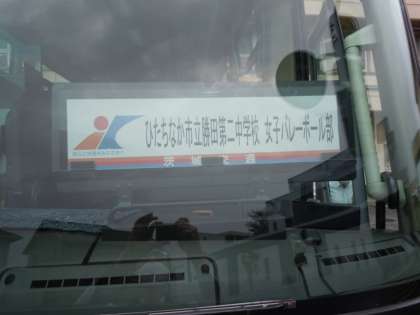 ひたちなか市立勝田第二中学校 女子バレーボール部
茨城交通